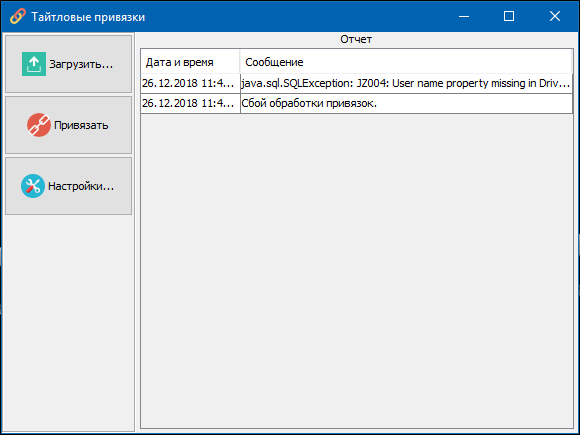 Тайтловые привязки
Загрузить...
Привязать
Настройки...
Отчет
Дата и время Сообщение
26.12.2018 11:4... java.sql.SQLException: JZ004: User name property missing in Driv...
26.12.2018 11:4... Сбой обработки привязок.